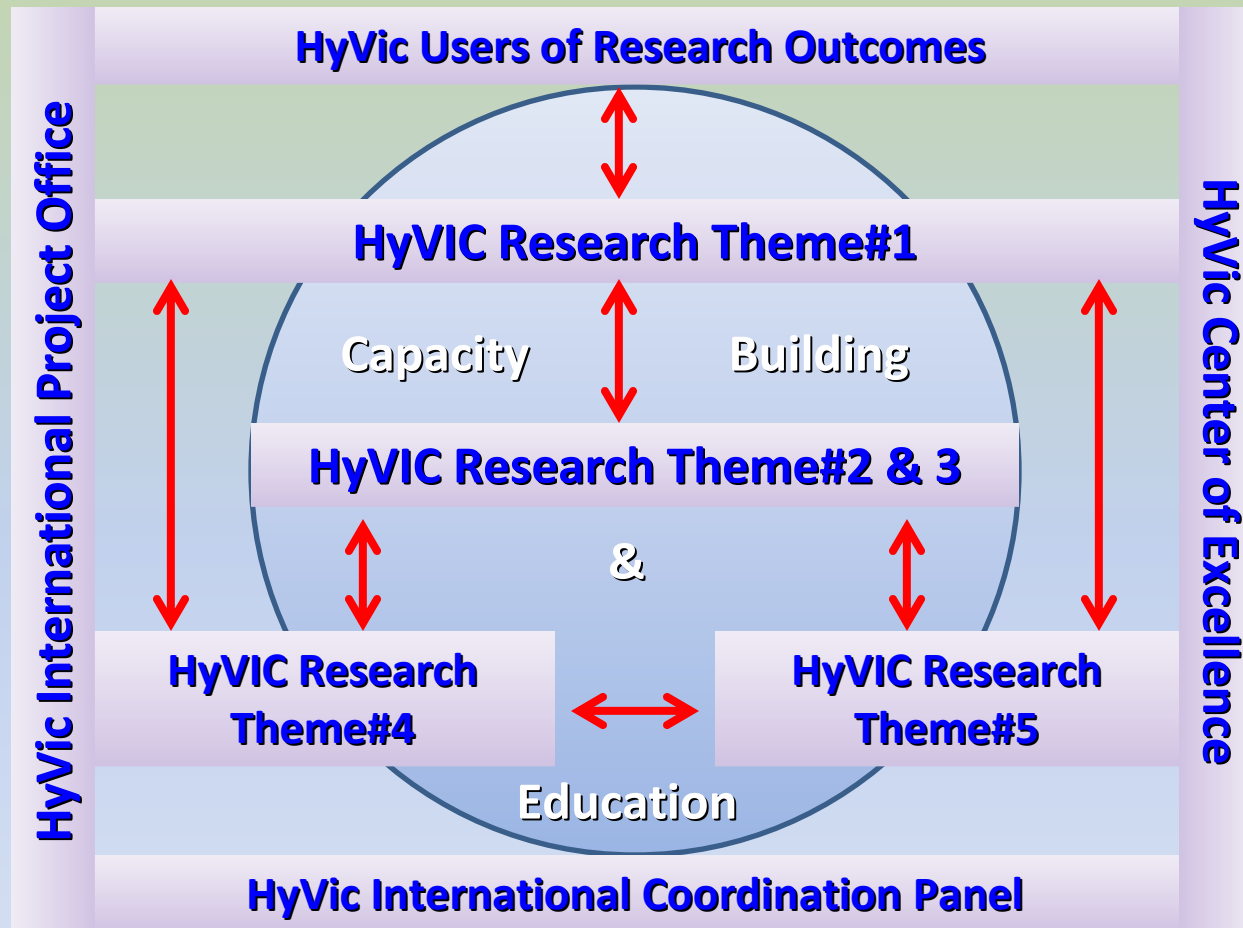 HyVic Users of Research Outcomes
HyVic International Project Office
HyVic Center of Excellence
HyVIC Research Theme#1
Capacity Building
HyVIC Research Theme#2 & 3
&
HyVIC Research
Theme#4
HyVIC Research
Theme#5
Education
HyVic International Coordination Panel